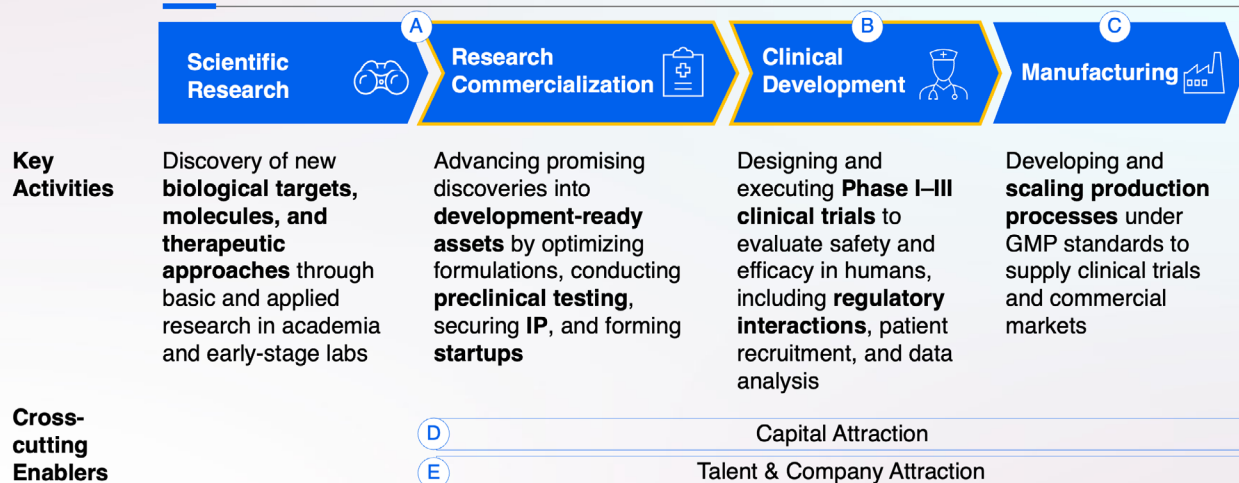 A
B
C
Scientific
Research
Research
Commercialization
Clinical
Development
Manufacturing
Key
Activities
Discovery of new
biological targets,
molecules, and
therapeutic
approaches through
basic and applied
research in academia
and early-stage labs
Advancing promising
discoveries into
development-ready
assets by optimizing
formulations, conducting
preclinical testing,
securing IP, and forming
startups
Designing and
executing Phase I–III
clinical trials to
evaluate safety and
efficacy in humans,
including regulatory
interactions, patient
recruitment, and data
analysis
Developing and
scaling production
processes under
GMP standards to
supply clinical trials
and commercial
markets
Cross-
cutting
Enablers
D
Capital Attraction
E
Talent & Company Attraction